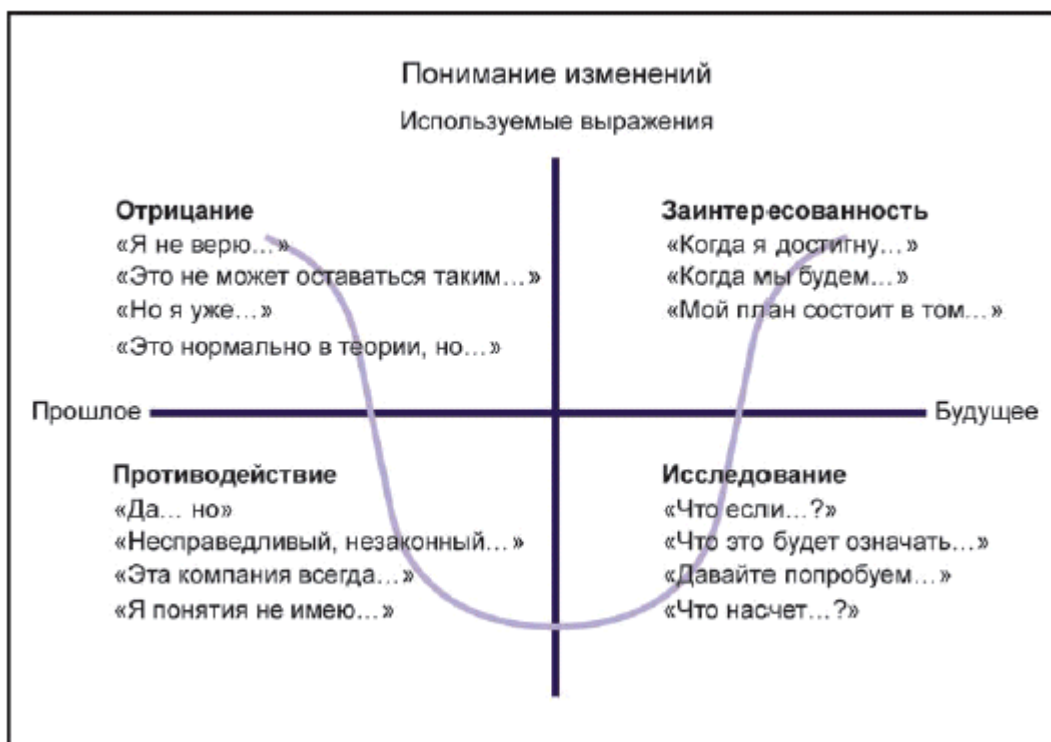 Понимание изменений
Используемые выражения
Отрицание
«Я не верю…»
«Это не может оставаться таким…»
«Но я уже…»
«Это нормально в теории, но…»
Заинтересованность
«Когда я достигну…»
«Когда мы будем…»
«Мой план состоит в том…»
Прошлое
Будущее
Противодействие
«Да… но»
«Несправедливый, незаконный…»
«Эта компания всегда…»
«Я понятия не имею…»
Исследование
«Что если…?»
«Что это будет означать…»
«Давайте попробуем…»
«Что насчет…?»